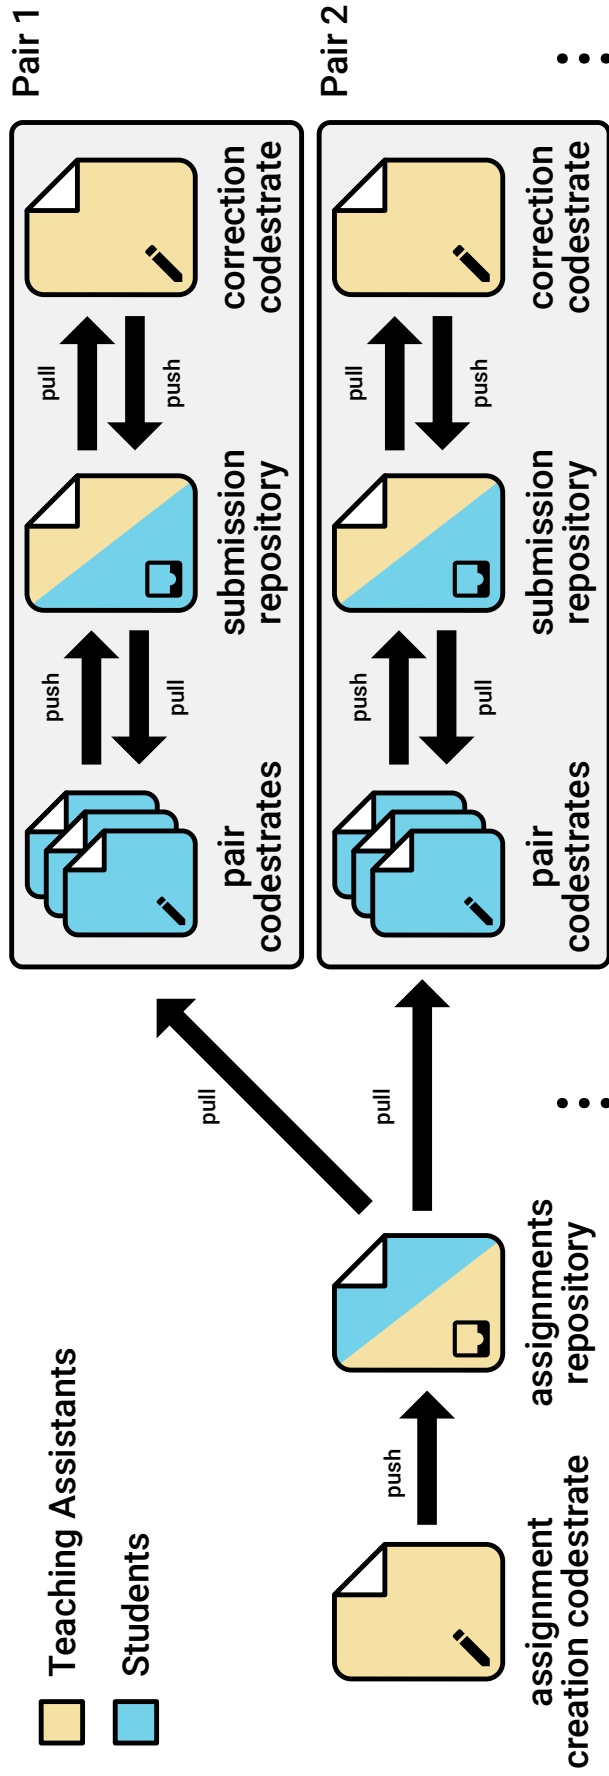 Teaching Assistants
Students
assignment
creation codestrate
push
assignments
repository
pull
pull
Pair 1
pair
codestrates
push
pull
submission
repository
pull
push
correction
codestrate
Pair 2
pair
codestrates
push
pull
submission
repository
pull
push
correction
codestrate